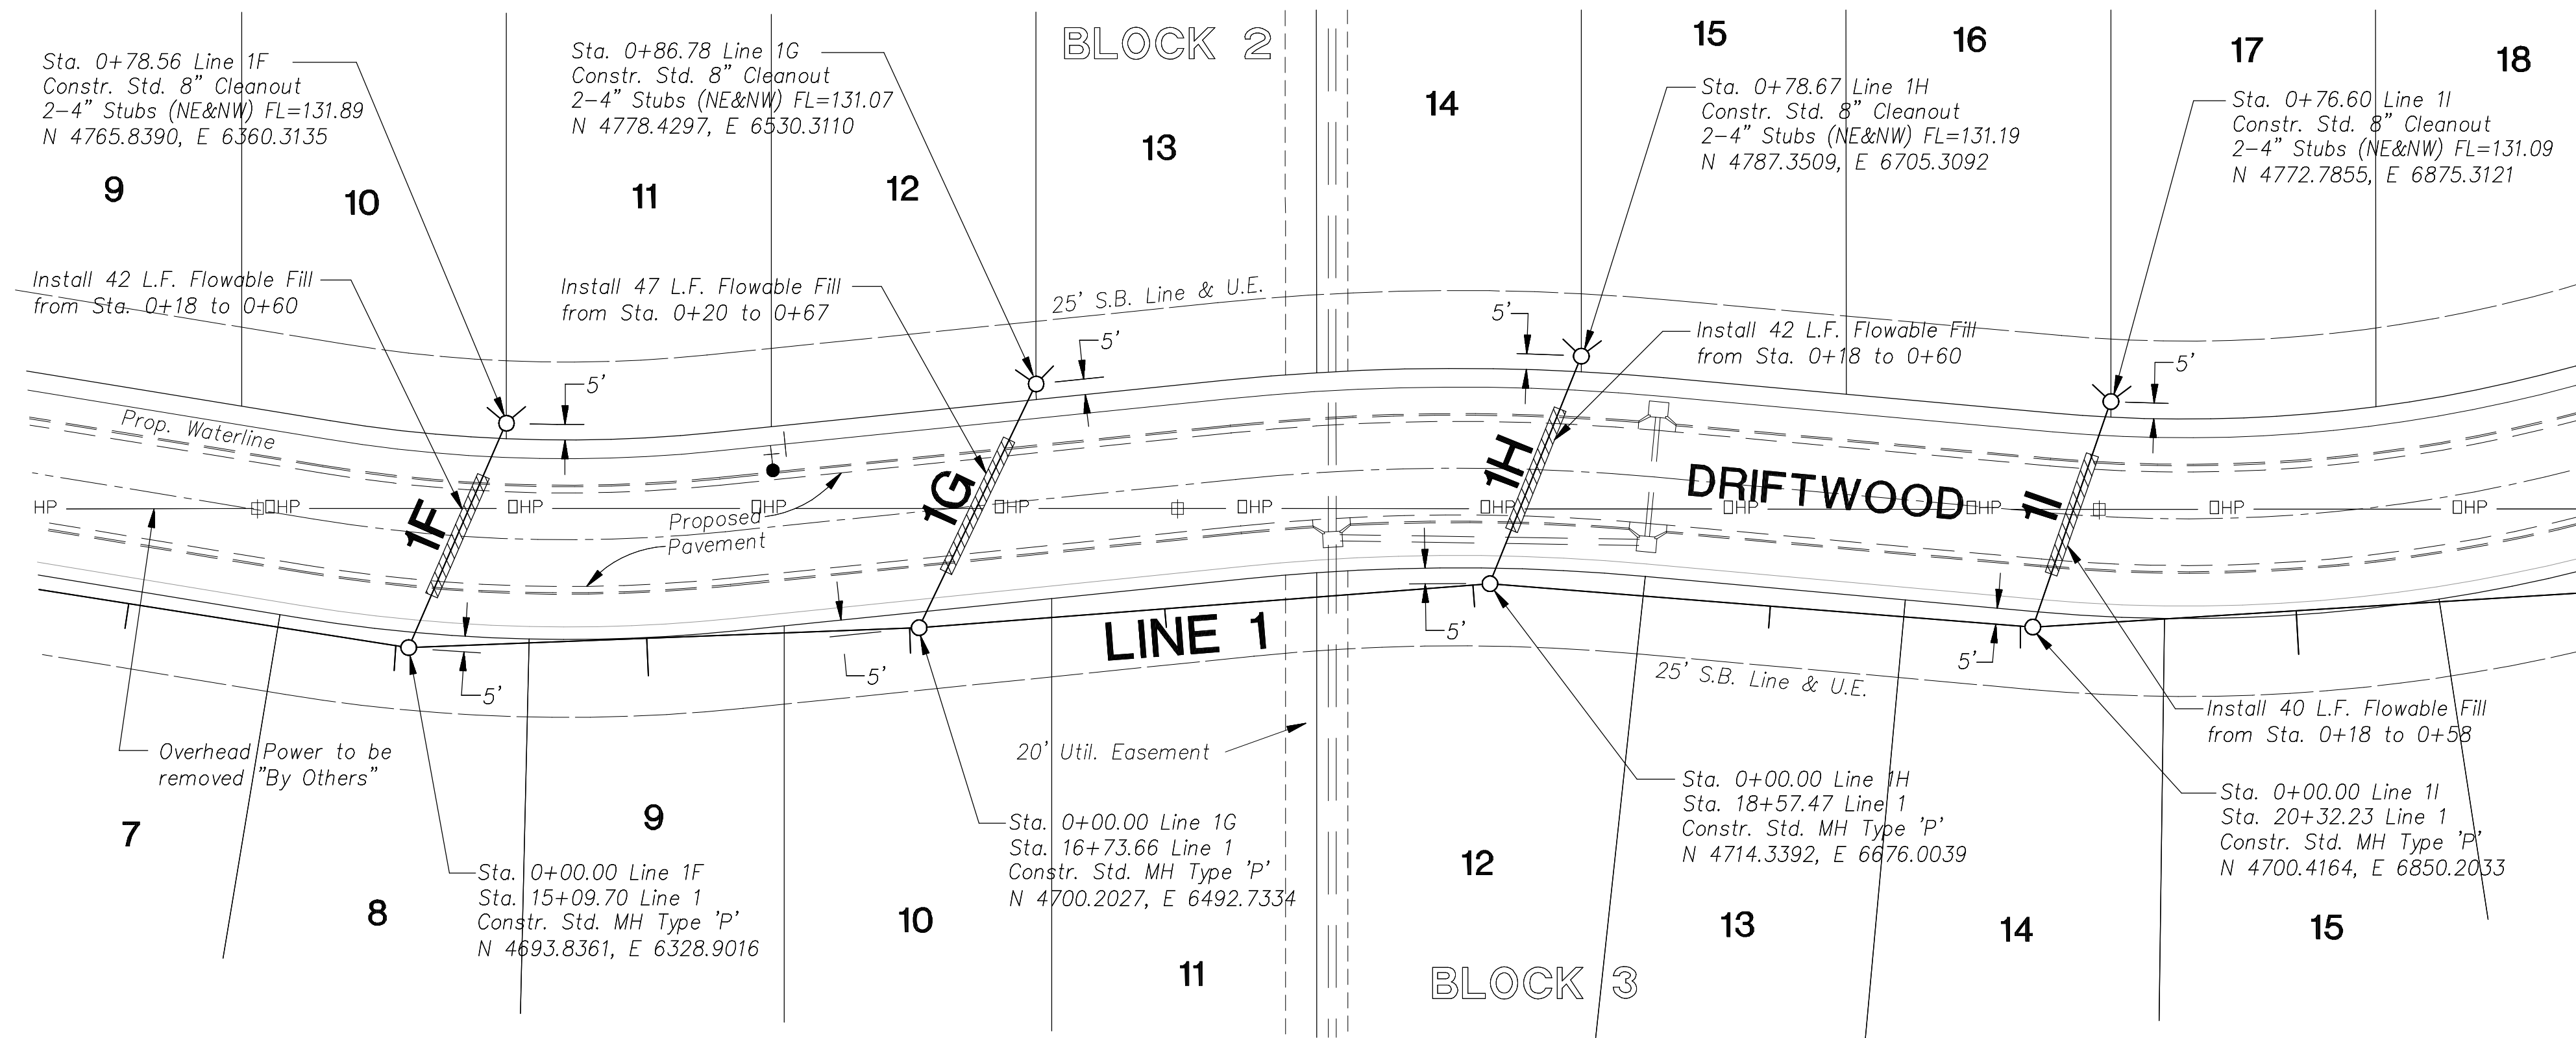 Sta. 0+78.56 Line 1F
Constr. Std. 8" Cleanout
2-4" Stubs (NE&NW) FL=131.89
N 4765.8390, E 6360.3135
Sta. 0+86.78 Line 1G
Constr. Std. 8" Cleanout
2-4" Stubs (NE&NW) FL=131.07
N 4778.4297, E 6530.3110
BLOCK 2
Sta. 0+78.67 Line 1H
Constr. Std. 8" Cleanout
2-4" Stubs (NE&NW) FL=131.19
N 4787.3509, E 6705.3092
Sta. 0+76.60 Line 1I
Constr. Std. 8" Cleanout
2-4" Stubs (NE&NW) FL=131.09
N 4772.7855, E 6875.3121
9
10
11
12
13
14
15
16
17
18
Install 42 L.F. Flowable Fill
from Sta. 0+18 to 0+60
Install 47 L.F. Flowable Fill
from Sta. 0+20 to 0+67
25' S.B. Line & U.E.
Install 42 L.F. Flowable Fill
from Sta. 0+18 to 0+60
5'
5'
5'
5'
Prop. Waterline
HP
HP
HP
HP
HP
HP
HP
HP
HP
HP
HP
1F
1G
1H
1I
DRIFTWOOD
Proposed
Pavement
LINE 1
5'
5'
5'
5'
25' S.B. Line & U.E.
Overhead Power to be
removed "By Others"
20' Util. Easement
Install 40 L.F. Flowable Fill
from Sta. 0+18 to 0+58
Sta. 0+00.00 Line 1F
Sta. 15+09.70 Line 1
Constr. Std. MH Type 'P'
N 4693.8361, E 6328.9016
Sta. 0+00.00 Line 1G
Sta. 16+73.66 Line 1
Constr. Std. MH Type 'P'
N 4700.2027, E 6492.7334
Sta. 0+00.00 Line 1H
Sta. 18+57.47 Line 1
Constr. Std. MH Type 'P'
N 4714.3392, E 6676.0039
Sta. 0+00.00 Line 1I
Sta. 20+32.23 Line 1
Constr. Std. MH Type 'P'
N 4700.4164, E 6850.2033
7
8
9
10
11
12
13
14
15
BLOCK 3